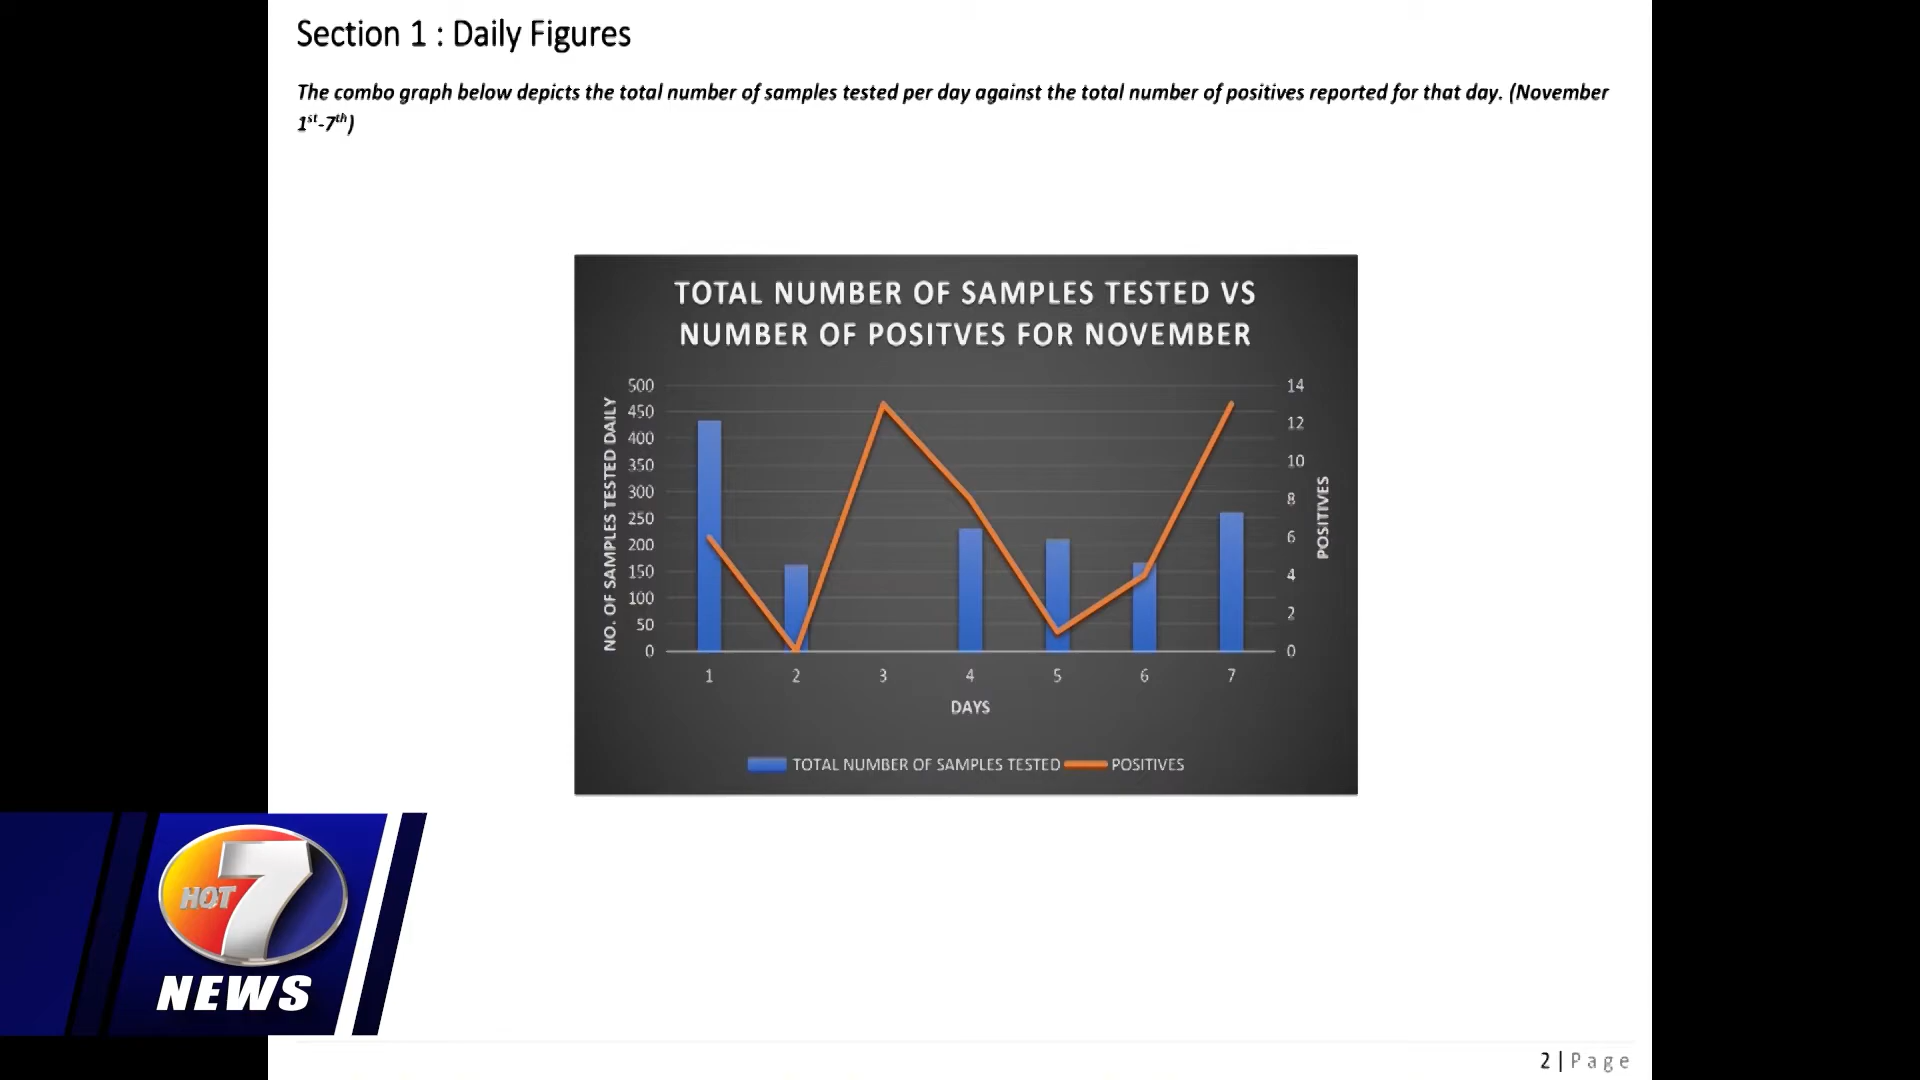 Section 1 : Daily Figures
The combo graph below depicts the total number of samples tested per day against the total number of positives reported for that day. (November
1st-7th)
TOTAL NUMBER OF SAMPLES TESTED VS
NUMBER OF POSITVES FOR NOVEMBER
NO. OF SAMPLES TESTED DAILY
500
450
400
350
300
250
200
150
100
50
0
14
12
10
8
6
4
2
0
POSITIVES
1 2 3 4 5 6 7
DAYS
TOTAL NUMBER OF SAMPLES TESTED POSITIVES
HOT 7
NEWS
2 | Page